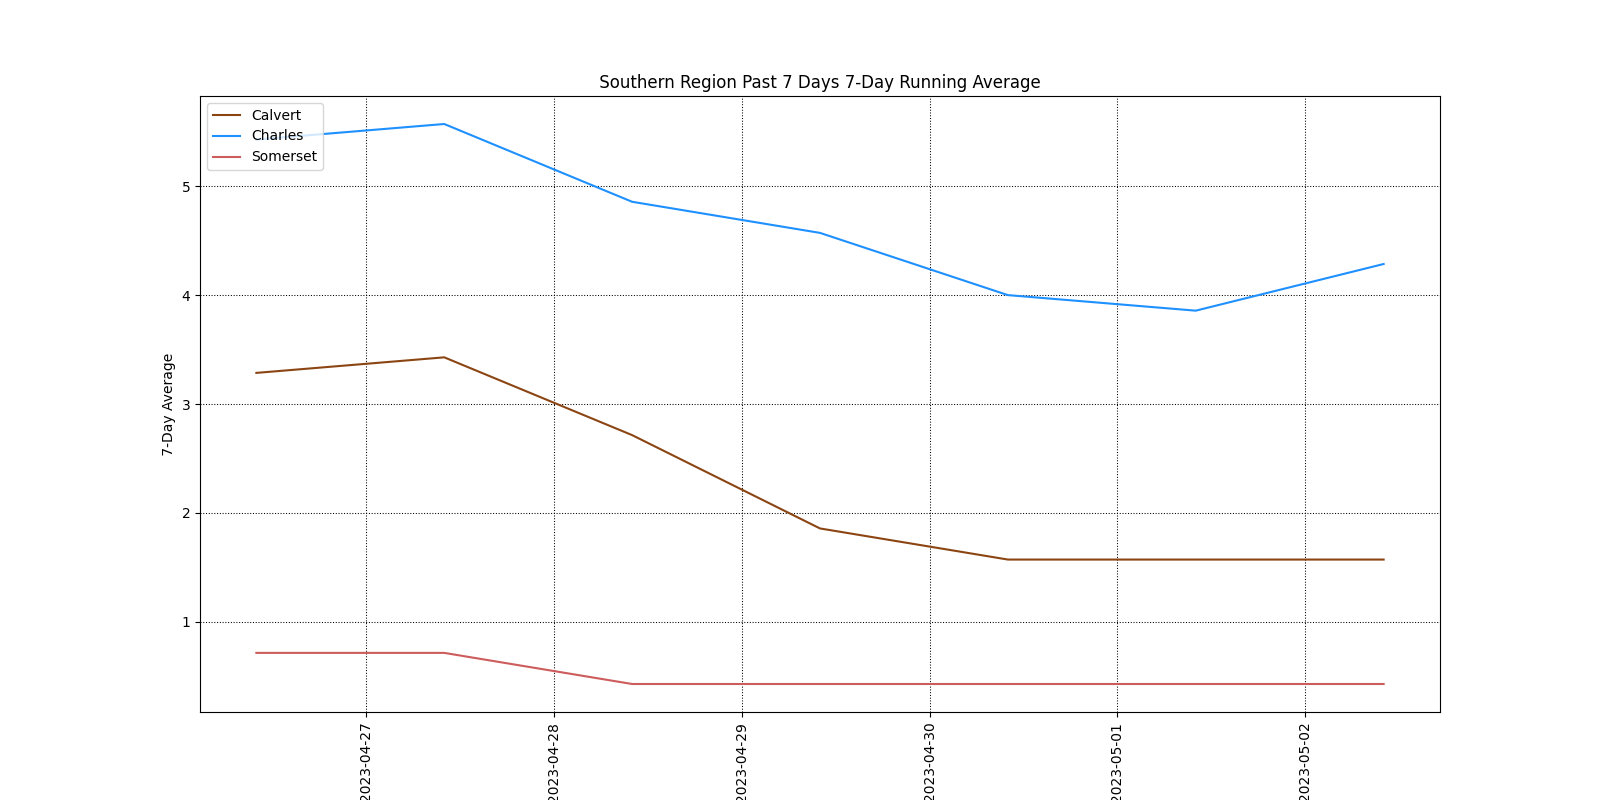 Southern Region Past 7 Days 7-Day Running Average
Calvert
Charles
Somerset
7-Day Average
5
4
3
2
1
2023-04-27
2023-04-28
2023-04-29
2023-04-30
2023-05-01
2023-05-02